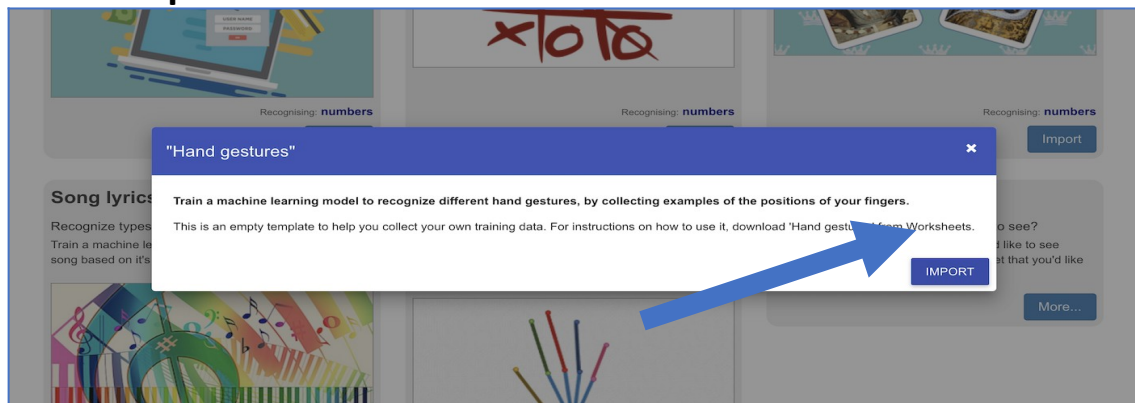 USER NAME
PASSWORD
Recognising: numbers
Recognising: numbers
Recognising: numbers
Import
"Hand gestures"
Train a machine learning model to recognize different hand gestures, by collecting examples of the positions of your fingers.
This is an empty template to help you collect your own training data. For instructions on how to use it, download 'Hand gestu from Worksheets.
IMPORT
Song lyrics
Recognize types
Train a machine le
song based on it's
o see?
d like to see
et that you'd like
More...